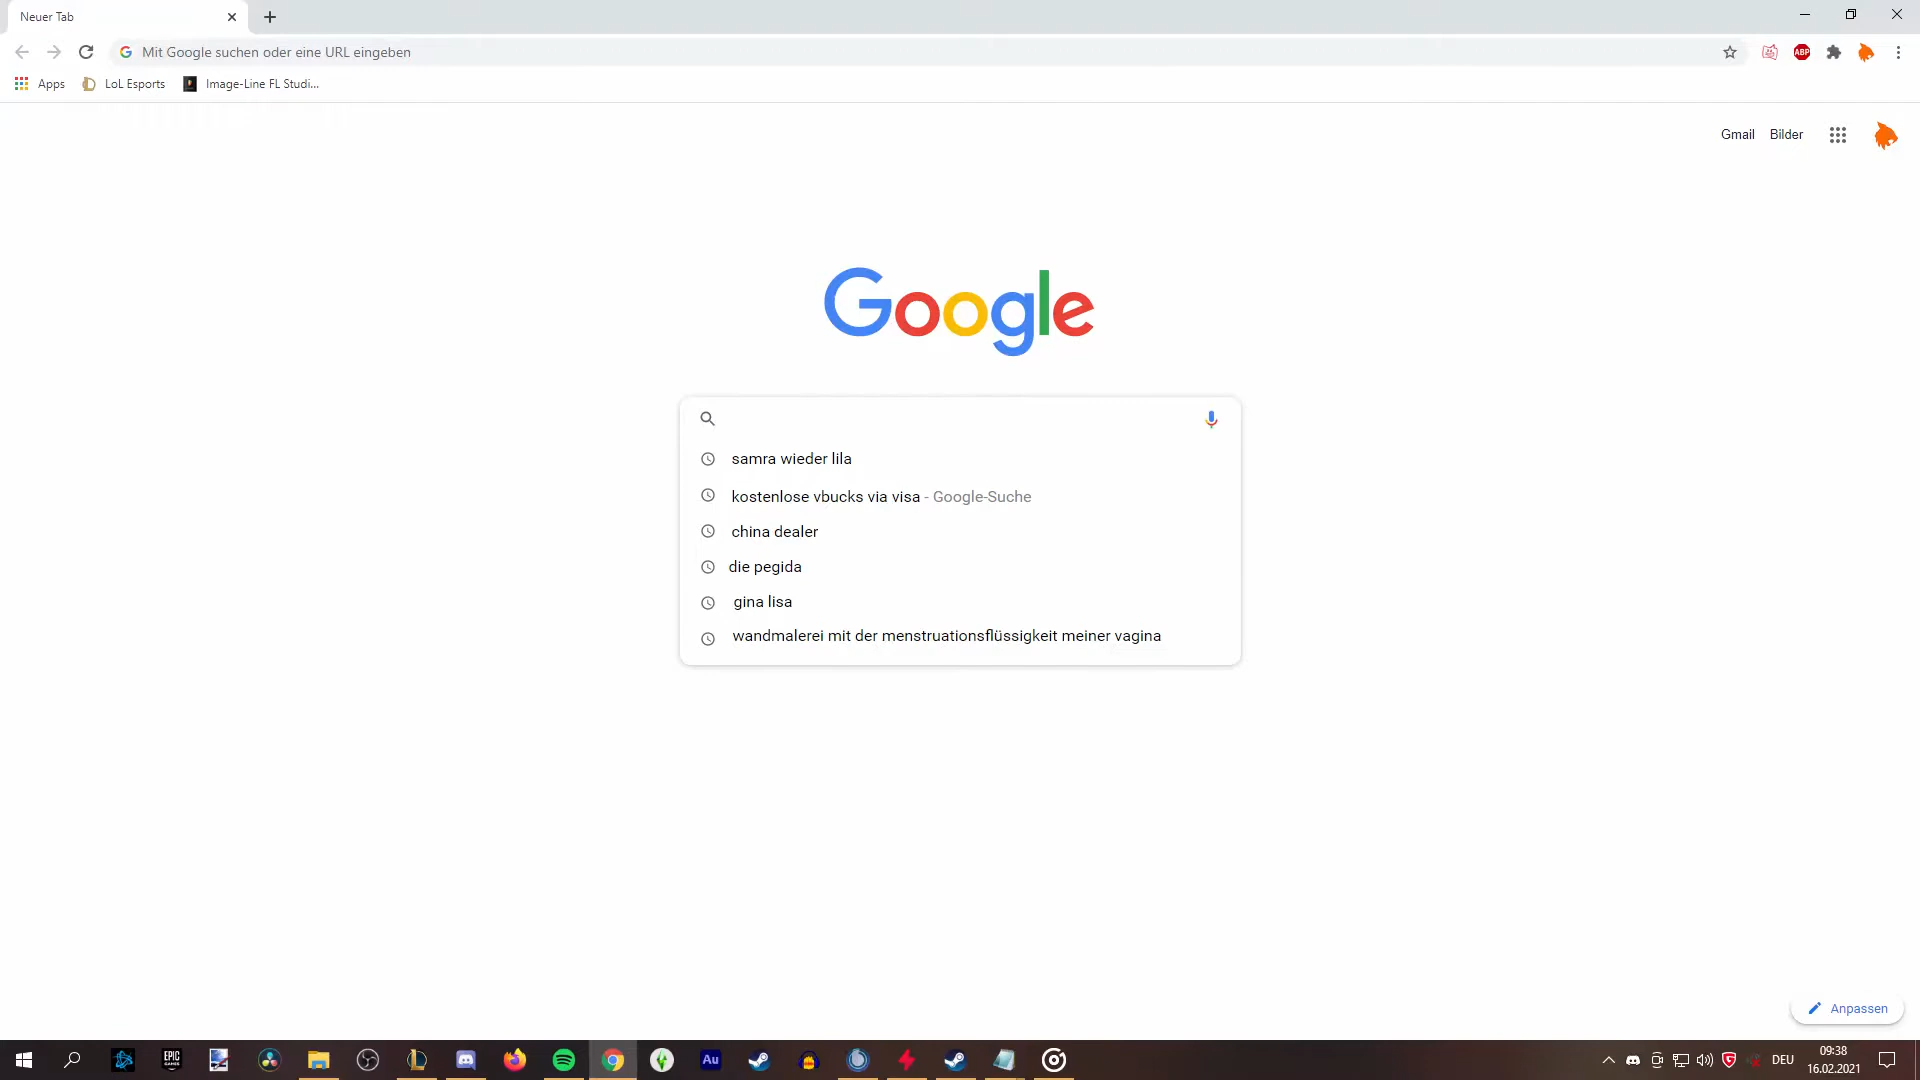 Neuer Tab
Mit Google suchen oder eine URL eingeben
ABP
Apps
LoL Esports
Image-Line FL Studi...
Gmail
Bilder
Google
samra wieder lila
kostenlose vbucks via visa - Google-Suche
china dealer
die pegida
gina lisa
wandmalerei mit der menstruationsflüssigkeit meiner vagina
Anpassen
EPIC GAMES
Au
DEU
09:38
16.02.2021